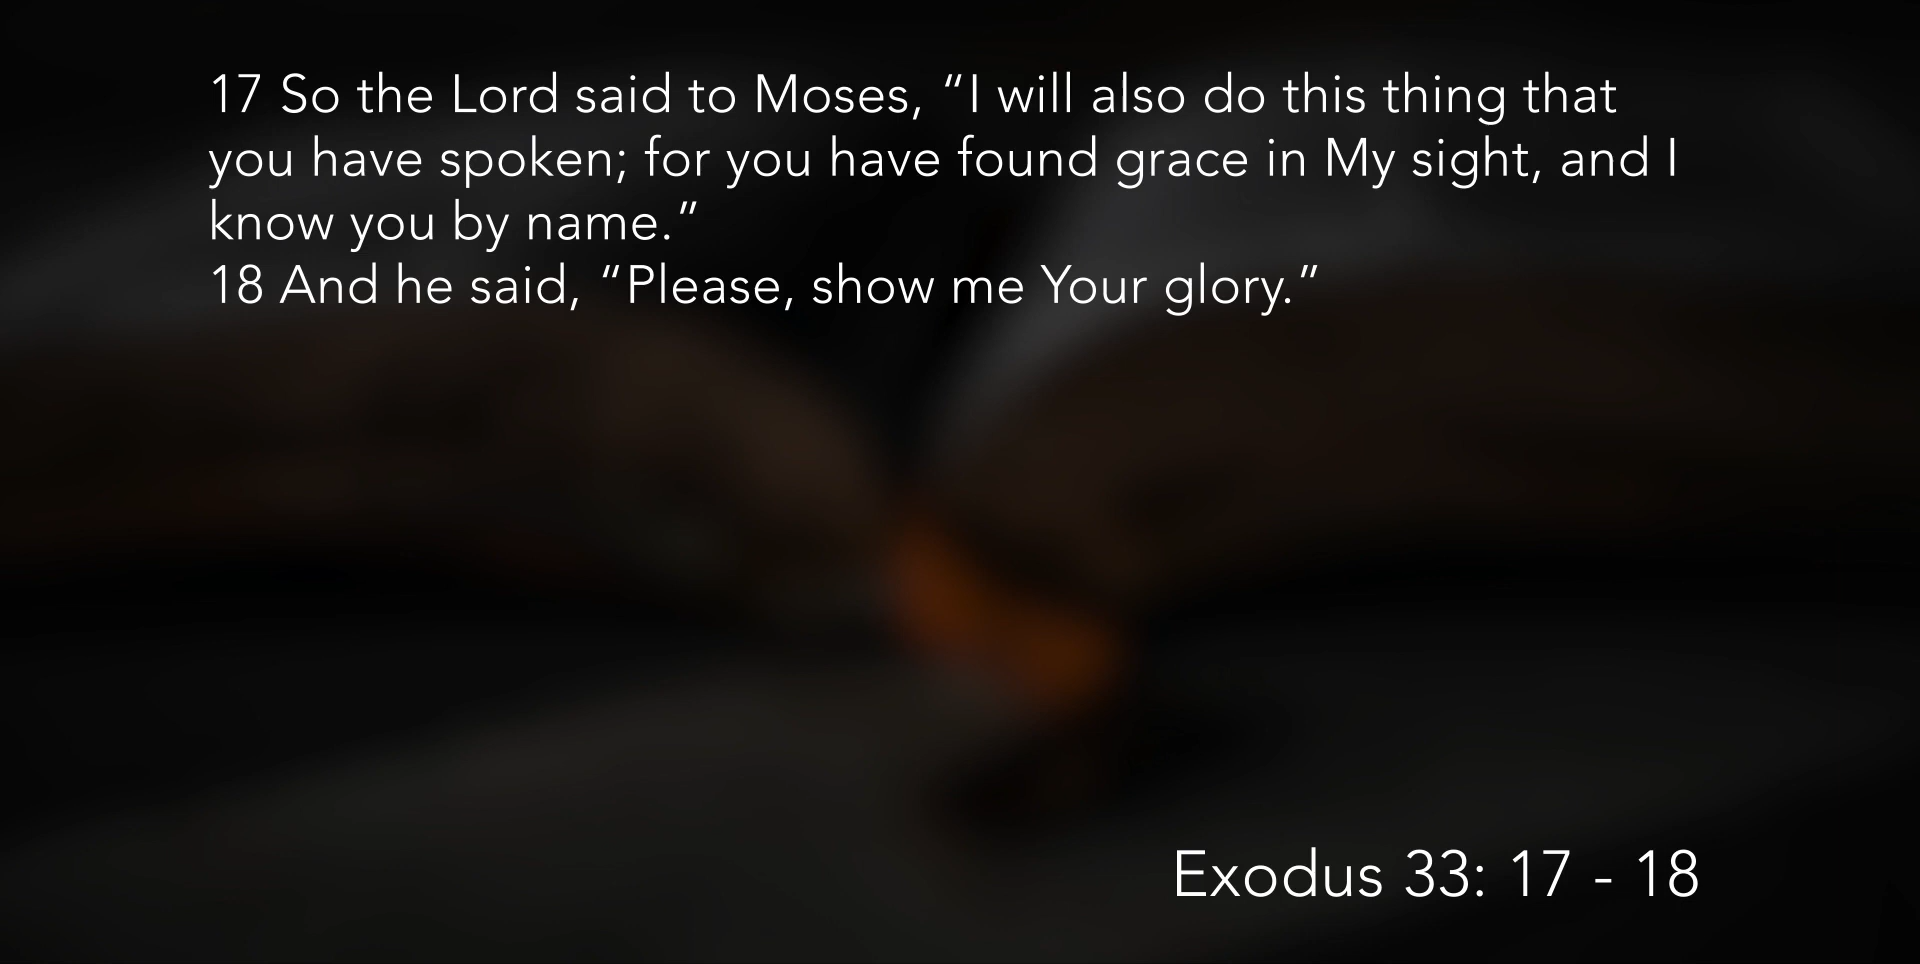 17 So the Lord said to Moses, “I will also do this thing that
you have spoken; for you have found grace in My sight, and I
know you by name.”
18 And he said, “Please, show me Your glory.”
Exodus 33: 17 - 18